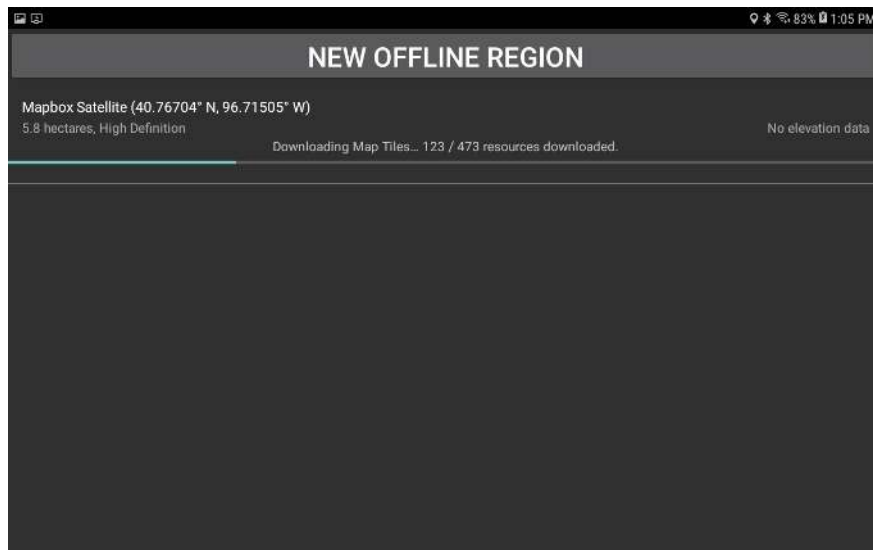 83% 1:05 PM
NEW OFFLINE REGION
Mapbox Satellite (40.76704° N, 96.71505° W)
5.8 hectares, High Definition
No elevation data
Downloading Map Tiles... 123 / 473 resources downloaded.